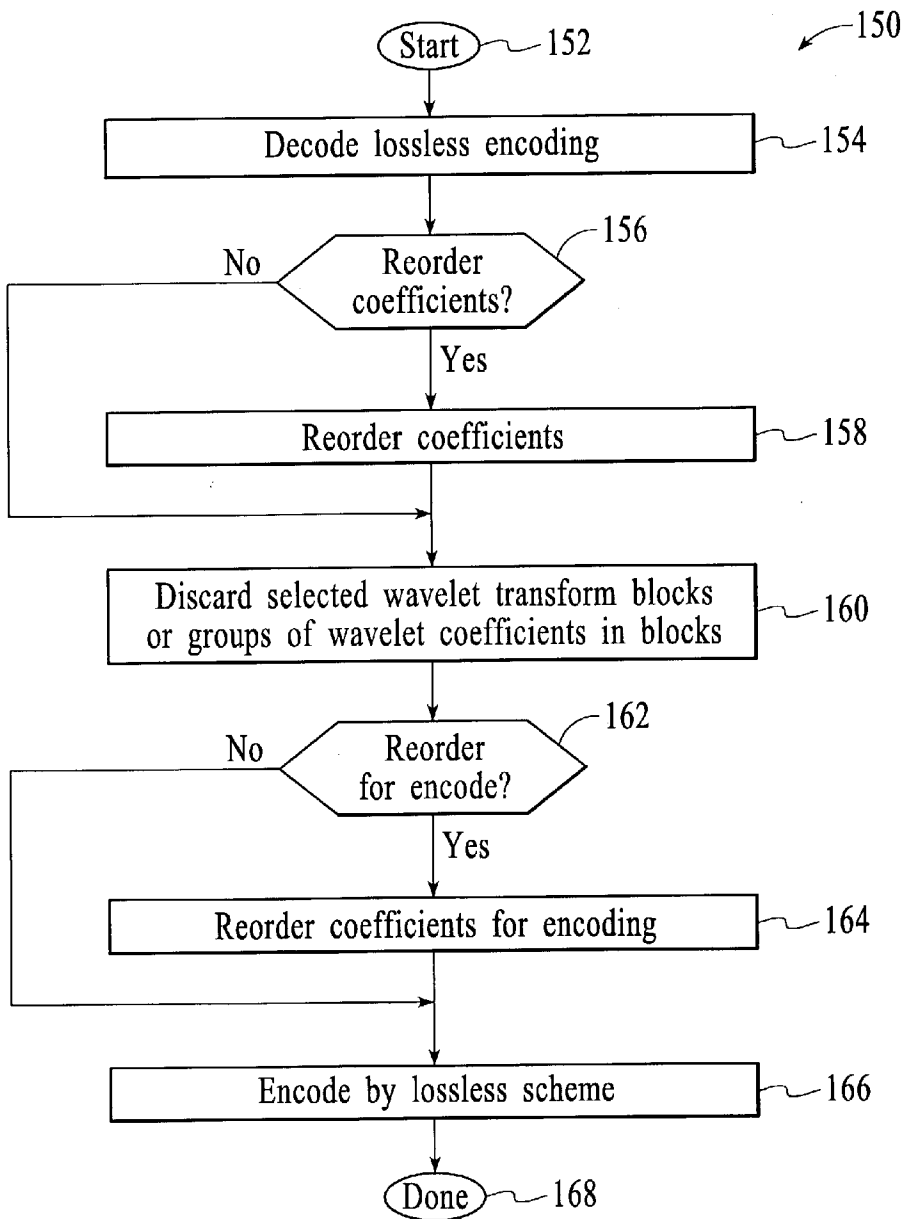 150
Start
152
Decode lossless encoding
154
156
No
Reorder
coefficients?
Yes
Reorder coefficients
158
Discard selected wavelet transform blocks
or groups of wavelet coefficients in blocks
160
162
No
Reorder
for encode?
Yes
Reorder coefficients for encoding
164
Encode by lossless scheme
166
Done
168